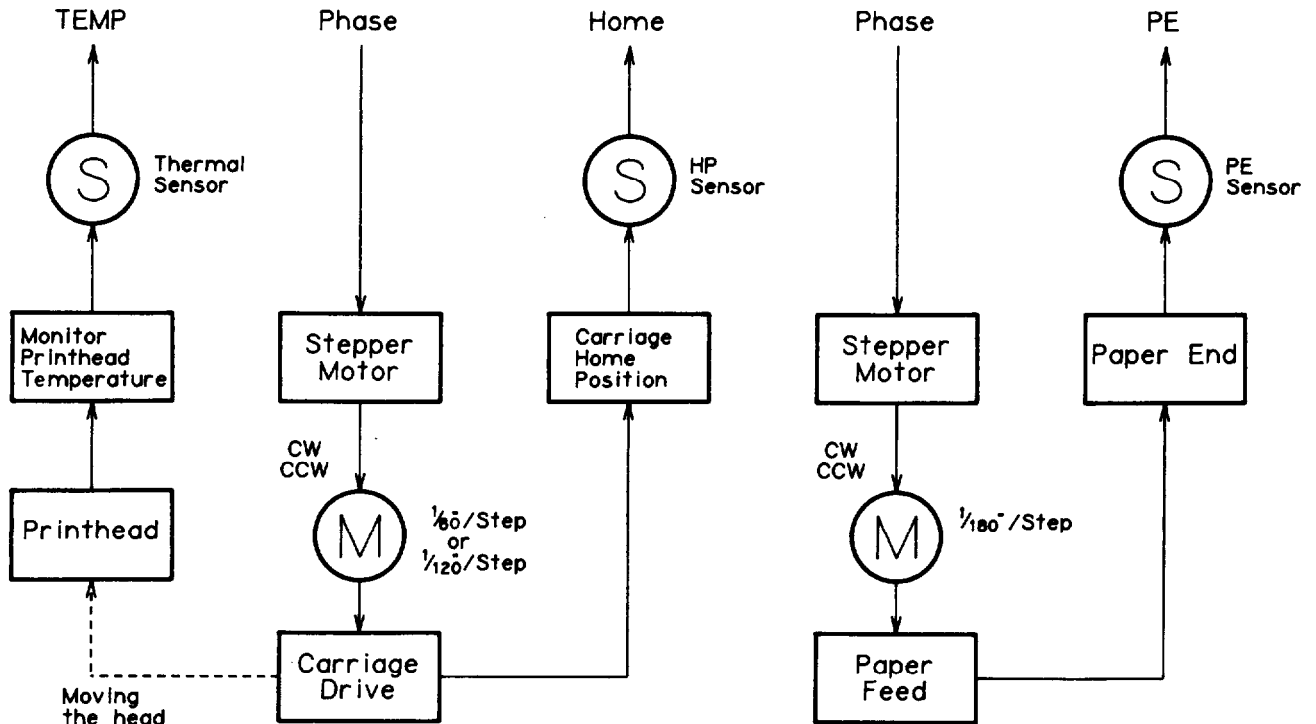 TEMP
Phase
Home
Phase
PE
S
Thermal
Sensor
S
HP
Sensor
S
PE
Sensor
Monitor
Printhead
Temperature
Stepper
Motor
Carriage
Home
Position
Stepper
Motor
Paper End
CW
CCW
CW
CCW
Printhead
M
1/60"/Step
or
1/120"/Step
M
1/180"/Step
Carriage
Drive
Paper
Feed
Moving
the head